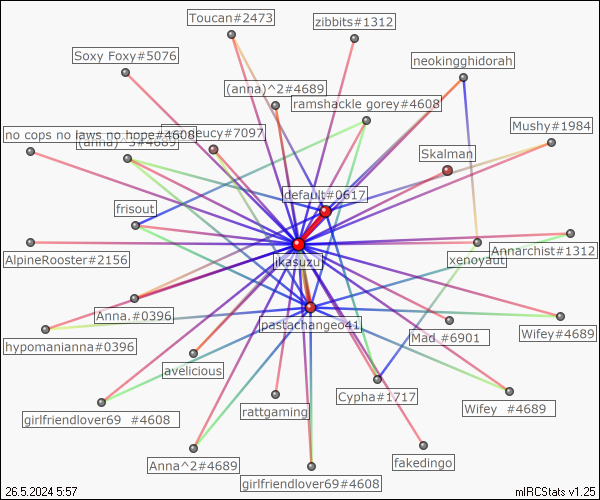 Toucan#2473
zibbits#1312
Soxy Foxy#5076
neokingghidorah
(anna)^2#4689
ramshackle gorey#4608
Mushy#1984
no cops no laws no hope#4608
eucy#7097
(anna)^3#4689
Skalman
default#0617
frisout
jkasuzu
Annarchist#1312
AlpineRooster#2156
xenoyaut
Anna.#0396
pastachangeo41
hypomanianna#0396
Mad #6901
Wifey#4689
avelicious
Cypha#1717
girlfriendlover69 #4608
rattgaming
Wifey #4689
Anna^2#4689
fakedingo
girlfriendlover69#4608
26.5.2024 5:57
mIRCStats v1.25